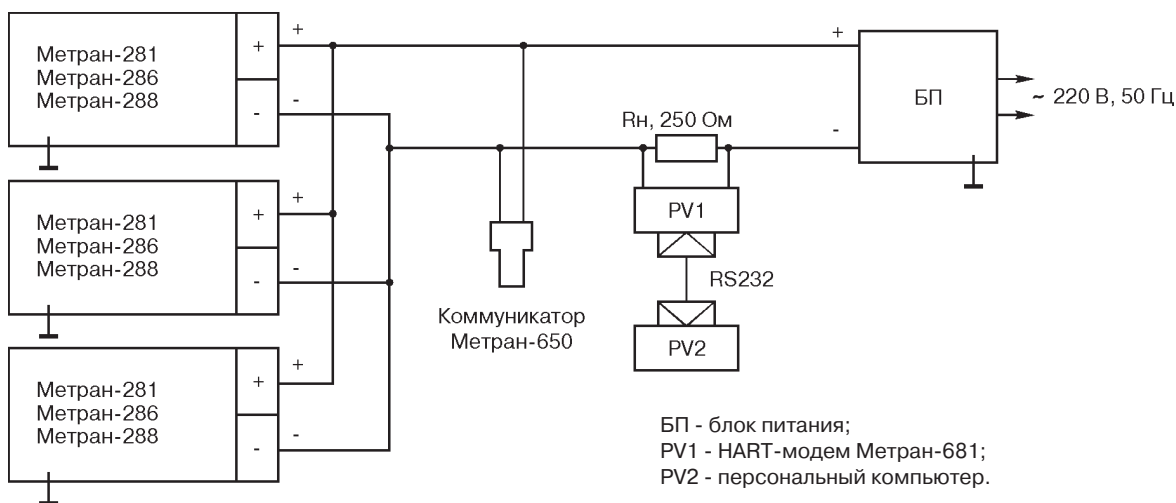 Метран-281
Метран-286
Метран-288
+
-
+
-
+
-
БП
~ 220 В, 50 Гц
Rн, 250 Ом
PV1
RS232
PV2
Коммуникатор
Метран-650
Метран-281
Метран-286
Метран-288
+
-
+
-
Метран-281
Метран-286
Метран-288
+
-
+
-
БП - блок питания;
PV1 - HART-модем Метран-681;
PV2 - персональный компьютер.